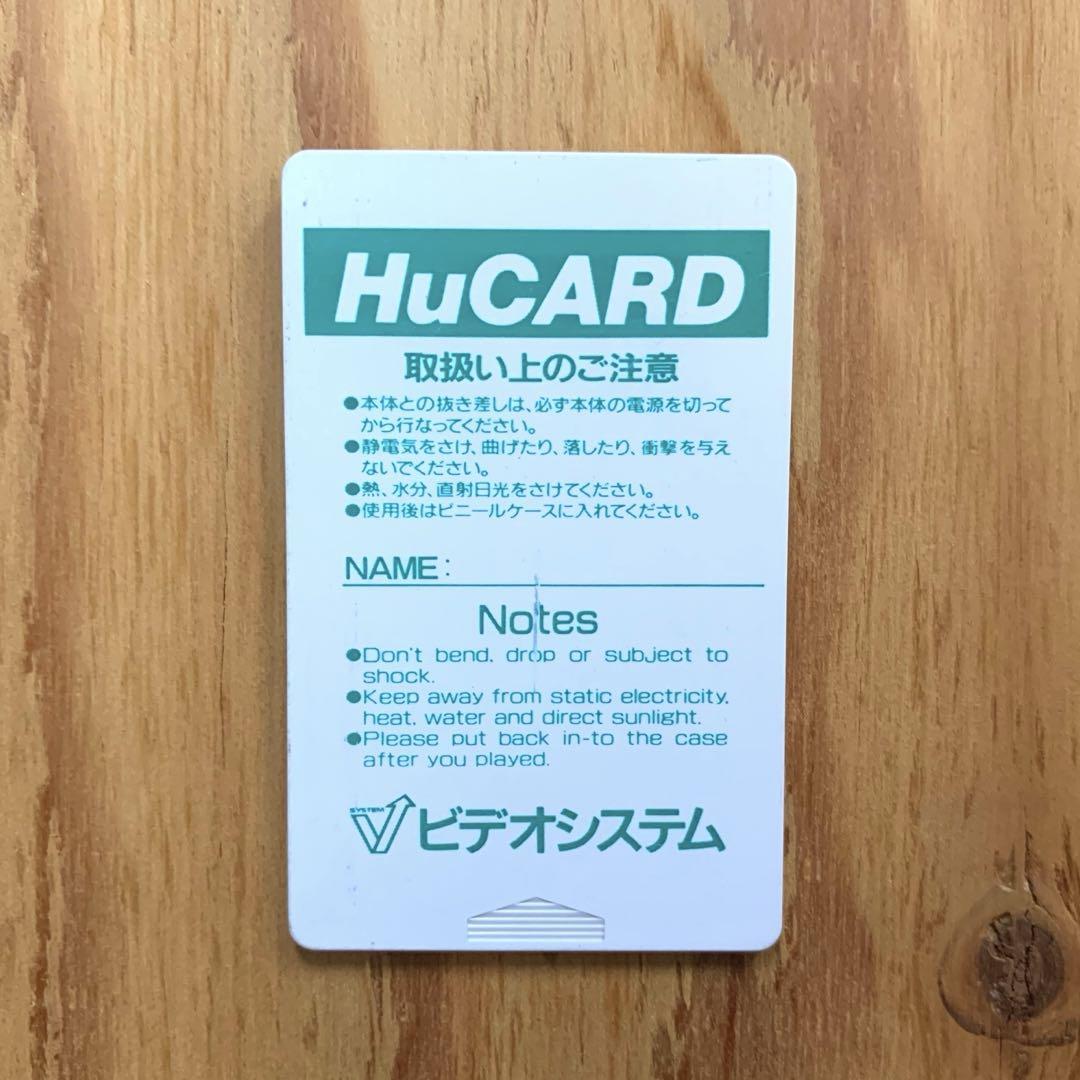 HuCARD
取扱い上のご注意
●本体との抜き差しは、必ず本体の電源を切って
から行なってください。
●静電気をさけ、曲げたり、落したり、衝撃を与え
ないでください。
●熱、水分、直射日光をさけてください。
●使用後はビニールケースに入れてください。
NAME:
Notes
●Don't bend, drop or subject to
shock.
●Keep away from static electricity,
heat, water and direct sunlight.
●Please put back in-to the case
after you played.
SYSTEM V ビデオシステム